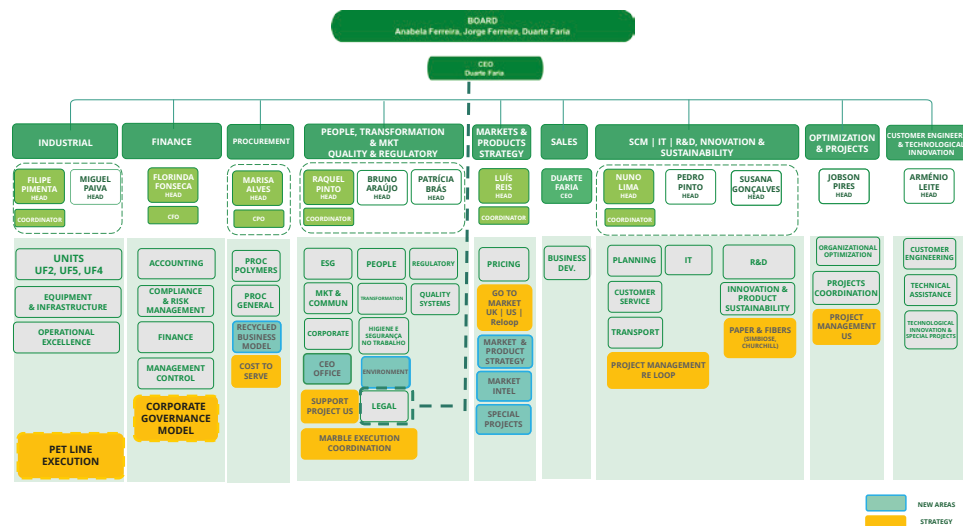 BOARD
Anabela Ferreira, Jorge Ferreira, Duarte Faria
CEO
Duarte Faria
INDUSTRIAL
FINANCE
PROCUREMENT
PEOPLE, TRANSFORMATION
& MKT
QUALITY & REGULATORY
MARKETS &
PRODUCTS
STRATEGY
SALES
SCM | IT | R&D, NNOVATION &
SUSTAINABILITY
OPTIMIZATION
& PROJECTS
CUSTOMER ENGINEER
& TECHNOLOGICAL
INNOVATION
FILIPE
PIMENTA
HEAD
COORDINATOR
MIGUEL
PAIVA
HEAD
FLORINDA
FONSECA
HEAD
CFO
MARISA
ALVES
HEAD
CPO
RAQUEL
PINTO
HEAD
COORDINATOR
BRUNO
ARAÚJO
HEAD
PATRÍCIA
BRÁS
HEAD
LUÍS
REIS
HEAD
COORDINATOR
DUARTE
FARIA
CEO
NUNO
LIMA
HEAD
COORDINATOR
PEDRO
PINTO
HEAD
SUSANA
GONÇALVES
HEAD
JOBSON
PIRES
HEAD
ARMÉNIO
LEITE
HEAD
UNITS
UF2, UF5, UF4
EQUIPMENT
& INFRASTRUCTURE
OPERATIONAL
EXCELLENCE
PET LINE
EXECUTION
ACCOUNTING
COMPLIANCE
& RISK
MANAGEMENT
FINANCE
MANAGEMENT
CONTROL
CORPORATE
GOVERNANCE
MODEL
PROC
POLYMERS
PROC
GENERAL
RECYCLED
BUSINESS
MODEL
COST TO
SERVE
ESG
PEOPLE
REGULATORY
MKT &
COMMUN
TRANSFORMATION
QUALITY
SYSTEMS
CORPORATE
HIGIENE E
SEGURANÇA
NO TRABALHO
CEO
OFFICE
ENVIRONMENT
SUPPORT
PROJECT US
LEGAL
MARBLE EXECUTION
COORDINATION
PRICING
GO TO
MARKET
UK | US |
Reloop
MARKET &
PRODUCT
STRATEGY
MARKET
INTEL
SPECIAL
PROJECTS
BUSINESS
DEV.
PLANNING
IT
R&D
CUSTOMER
SERVICE
INNOVATION &
PRODUCT
SUSTAINABILITY
TRANSPORT
PAPER & FIBERS
(SIMBIOSE,
CHURCHILL)
PROJECT MANAGEMENT
RE LOOP
ORGANIZATIONAL
OPTIMIZATION
PROJECTS
COORDINATION
PROJECT
MANAGEMENT
US
CUSTOMER
ENGINEERING
TECHNICAL
ASSISTANCE
TECHNOLOGICAL
INNOVATION &
SPECIAL PROJECTS
NEW AREAS
STRATEGY